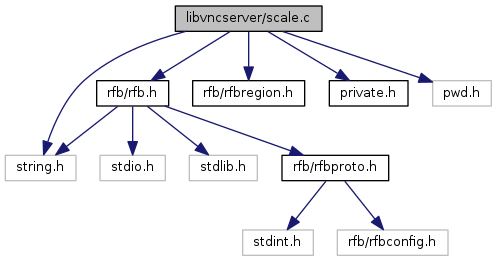 libvncserver/scale.c
rfb/rfb.h
rfb/rfbregion.h
private.h
pwd.h
string.h
stdio.h
stdlib.h
rfb/rfbproto.h
stdint.h
rfb/rfbconfig.h